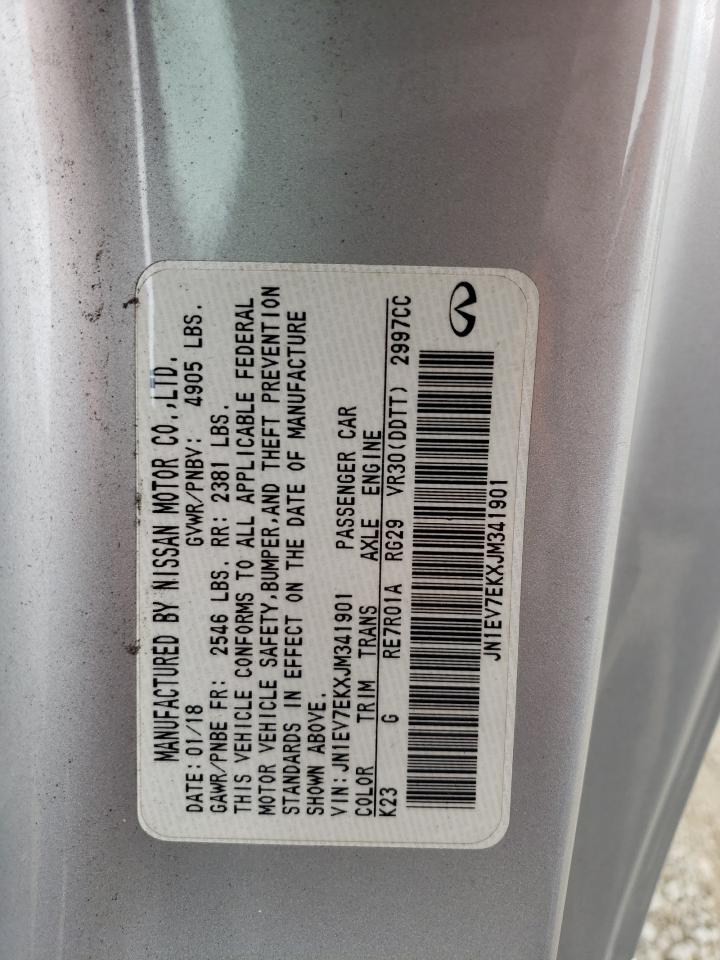 MANUFACTURED BY NISSAN MOTOR CO.,LTD.
DATE: 01/18 GVWR/PNBV: 4905 LBS.
GAWR/PNBE FR: 2546 LBS. RR: 2381 LBS.
THIS VEHICLE CONFORMS TO ALL APPLICABLE FEDERAL
MOTOR VEHICLE SAFETY,BUMPER,AND THEFT PREVENTION
STANDARDS IN EFFECT ON THE DATE OF MANUFACTURE
SHOWN ABOVE.
VIN: JN1EV7EKXJM341901 PASSENGER CAR
COLOR TRIM TRANS AXLE ENGINE
K23 G RE7R01A RG29 VR30(DDTT) 2997CC
JN1EV7EKXJM341901